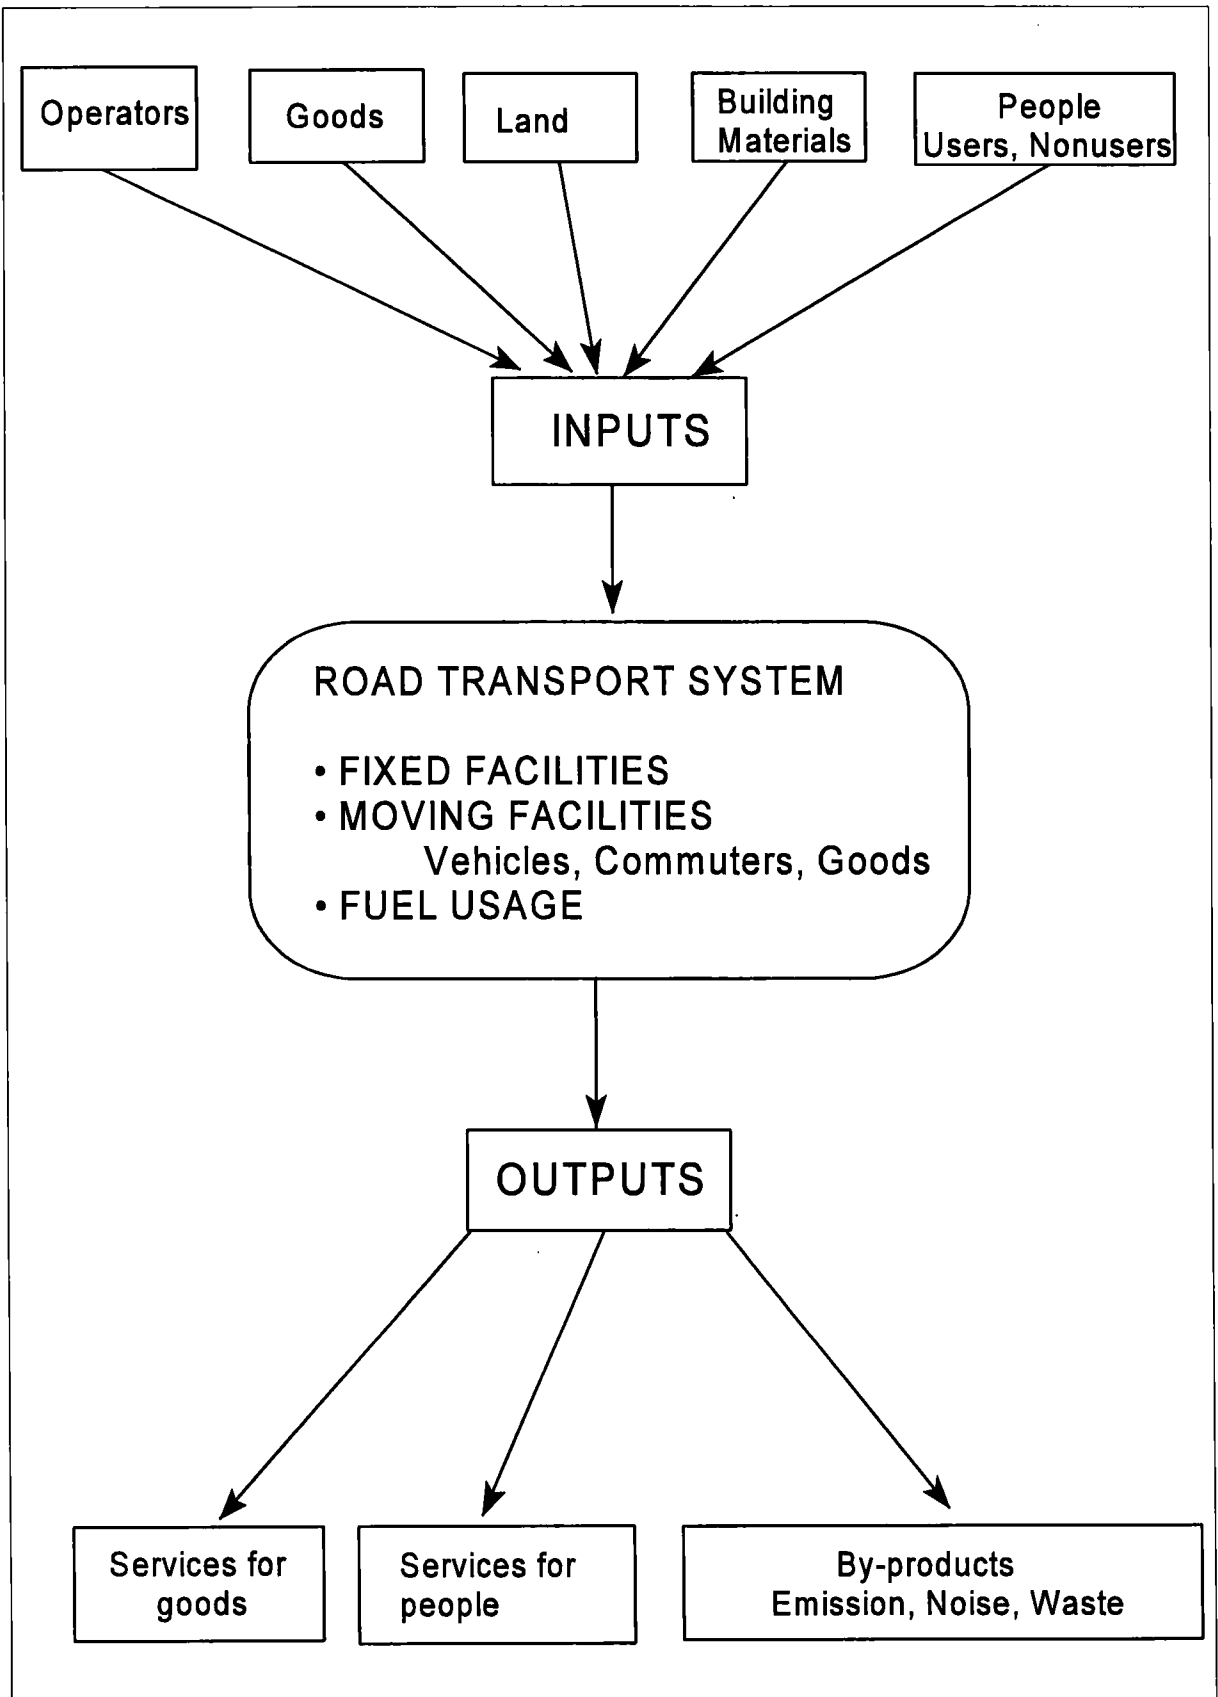 Operators
Goods
Land
Building
Materials
People
Users, Nonusers
INPUTS
ROAD TRANSPORT SYSTEM
• FIXED FACILITIES
• MOVING FACILITIES
Vehicles, Commuters, Goods
• FUEL USAGE
OUTPUTS
Services for
goods
Services for
people
By-products
Emission, Noise, Waste